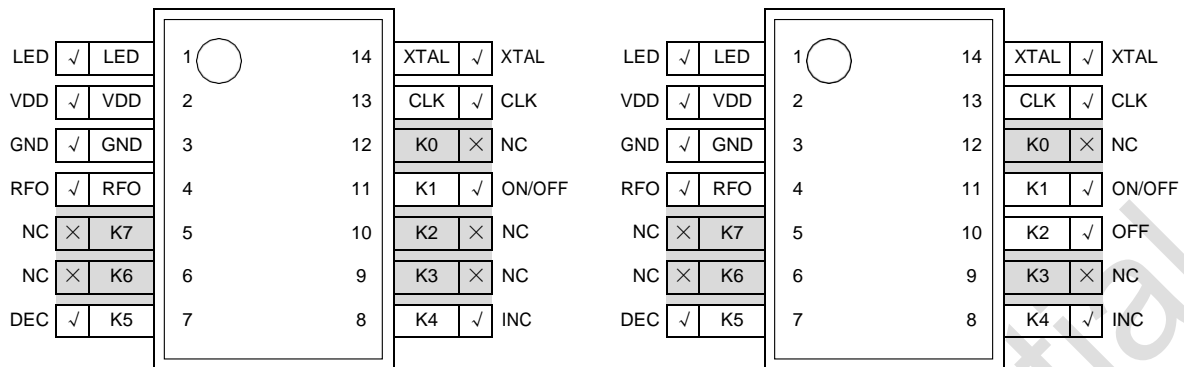 LED √ LED 1 14 XTAL √ XTAL LED √ LED 1 14 XTAL √ XTAL
VDD √ VDD 2 13 CLK √ CLK VDD √ VDD 2 13 CLK √ CLK
GND √ GND 3 12 K0 × NC GND √ GND 3 12 K0 × NC
RFO √ RFO 4 11 K1 √ ON/OFF RFO √ RFO 4 11 K1 √ ON/OFF
NC × K7 5 10 K2 × NC NC × K7 5 10 K2 √ OFF
NC × K6 6 9 K3 × NC NC × K6 6 9 K3 × NC
DEC √ K5 7 8 K4 √ INC DEC √ K5 7 8 K4 √ INC
tial